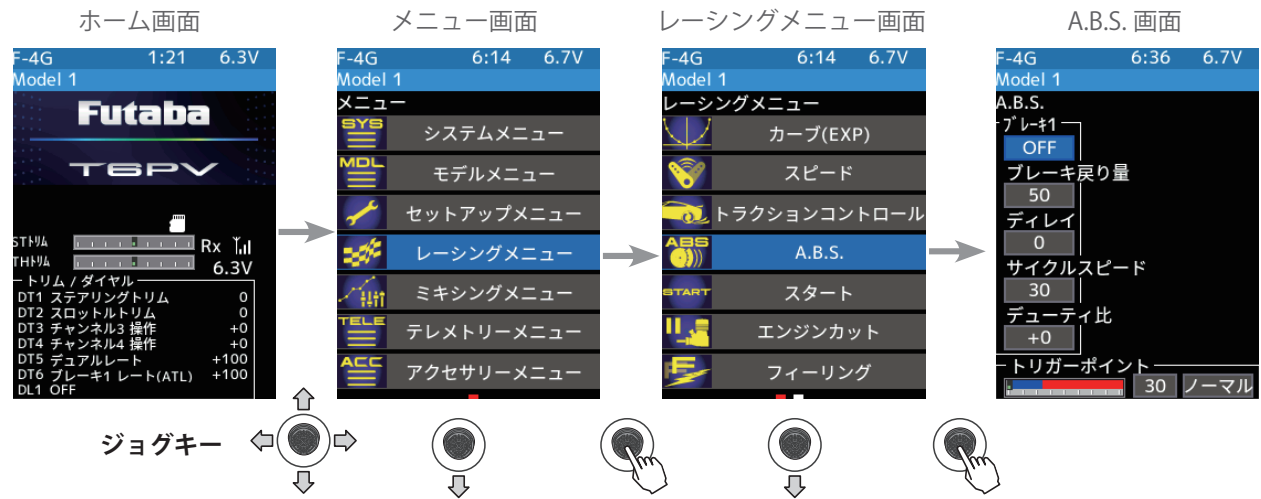 ホーム画面
メニュー画面
レーシングメニュー画面
A.B.S. 画面
F-4G 1:21 6.3V
Model 1
Futaba
T6PV
STトリム
Rx
THトリム
6.3V
トリム / ダイヤル
DT1 ステアリングトリム 0
DT2 スロットルトリム 0
DT3 チャンネル3 操作 +0
DT4 チャンネル4 操作 +0
DT5 デュアルレート +100
DT6 ブレーキ1 レート(ATL) +100
DL1 OFF
F-4G 6:14 6.7V
Model 1
メニュー
SYS システムメニュー
MDL モデルメニュー
セットアップメニュー
レーシングメニュー
ミキシングメニュー
TELE テレメトリーメニュー
ACC アクセサリーメニュー
F-4G 6:14 6.7V
Model 1
レーシングメニュー
カーブ(EXP)
スピード
トラクションコントロール
ABS A.B.S.
START スタート
エンジンカット
フィーリング
F-4G 6:36 6.7V
Model 1
A.B.S.
ブレーキ1
OFF
ブレーキ戻り量
50
ディレイ
0
サイクルスピード
30
デューティ比
+0
トリガーポイント
30 ノーマル
ジョグキー